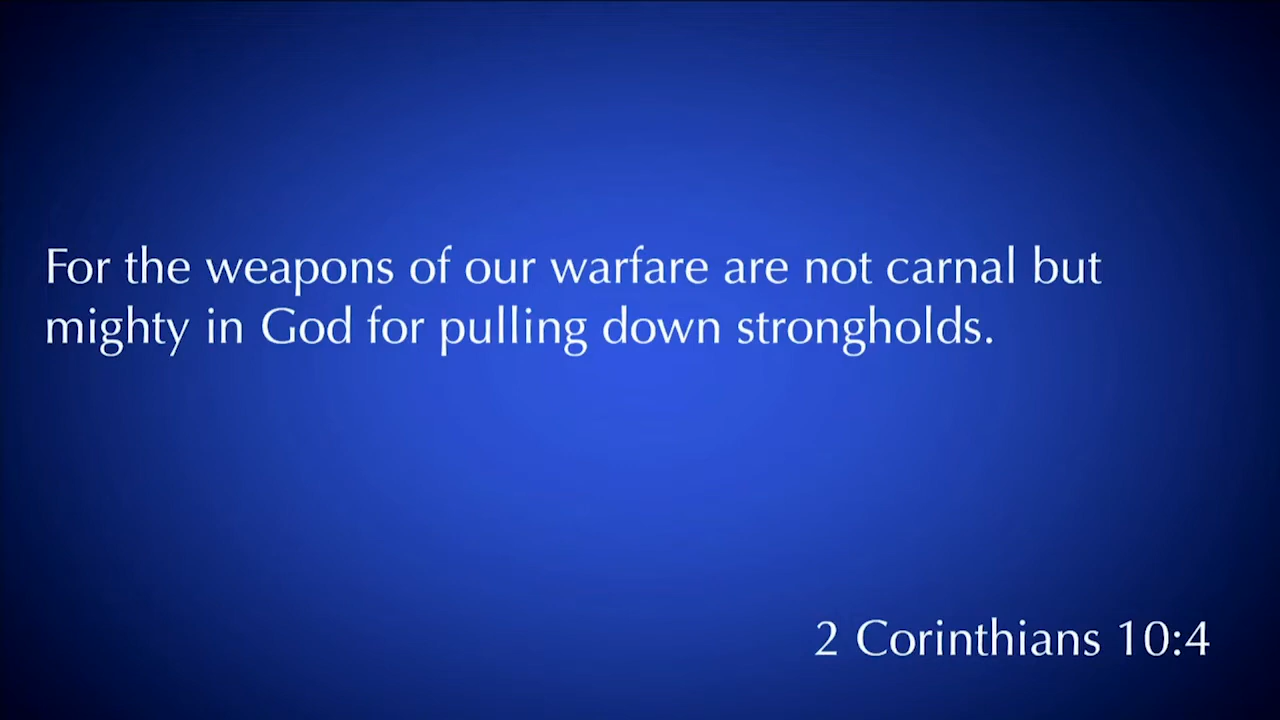 For the weapons of our warfare are not carnal but
mighty in God for pulling down strongholds.
2 Corinthians 10:4